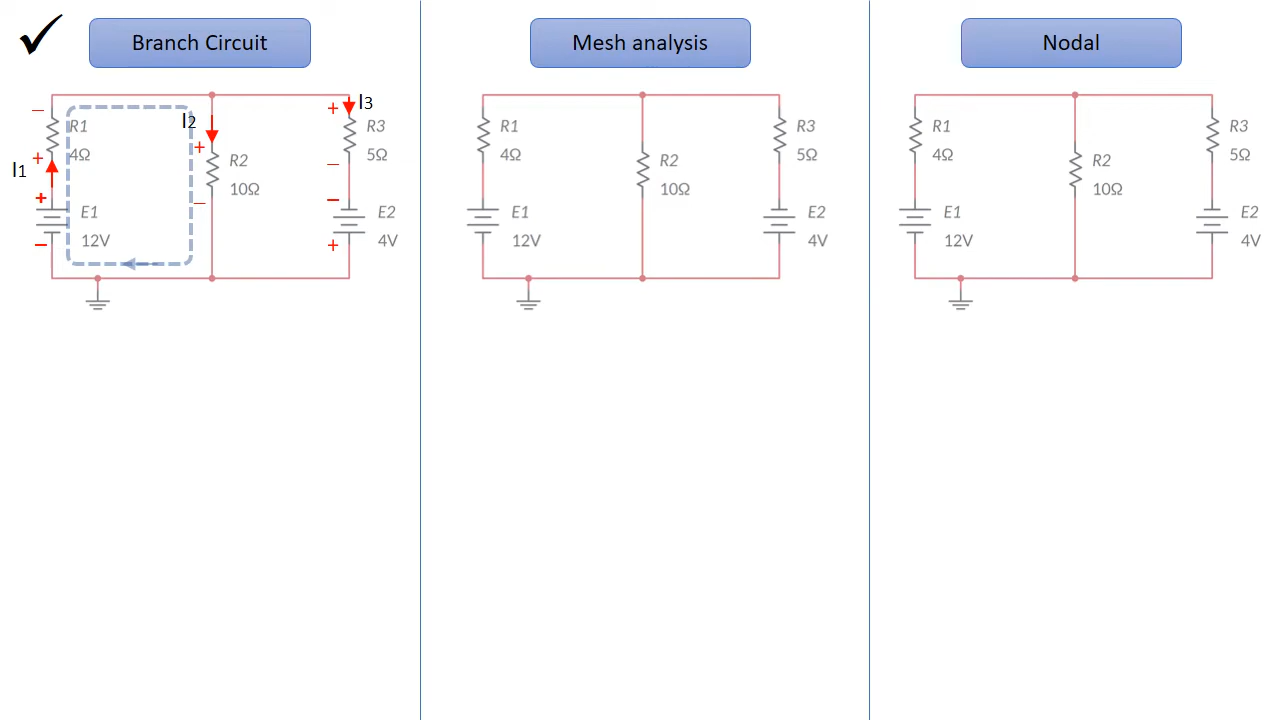 ✓
Branch Circuit
I1
I2
I3
R1
4Ω
R2
10Ω
R3
5Ω
E1
12V
E2
4V
Mesh analysis
R1
4Ω
R2
10Ω
R3
5Ω
E1
12V
E2
4V
Nodal
R1
4Ω
R2
10Ω
R3
5Ω
E1
12V
E2
4V